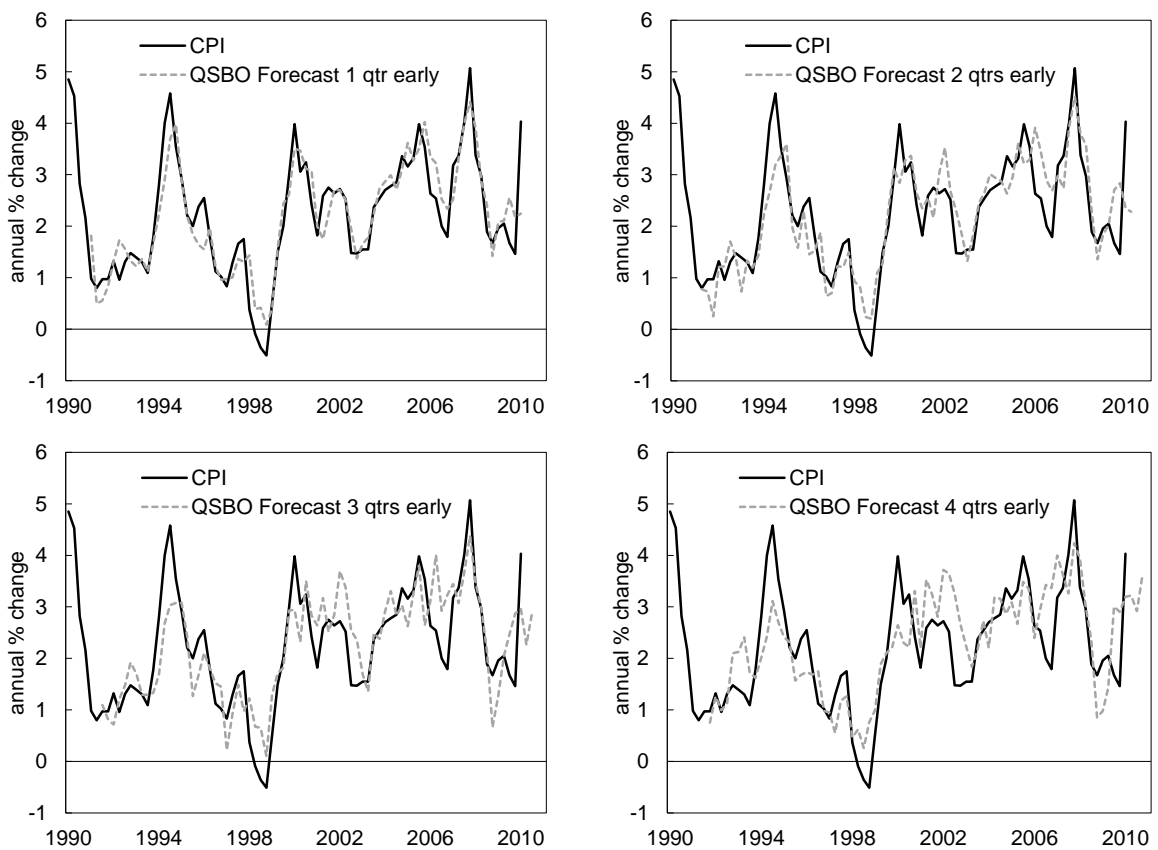 6
5
4
3
2
1
0
-1
annual % change
CPI
QSBO Forecast 1 qtr early
1990 1994 1998 2002 2006 2010
6
5
4
3
2
1
0
-1
annual % change
CPI
QSBO Forecast 2 qtrs early
1990 1994 1998 2002 2006 2010
6
5
4
3
2
1
0
-1
annual % change
CPI
QSBO Forecast 3 qtrs early
1990 1994 1998 2002 2006 2010
6
5
4
3
2
1
0
-1
annual % change
CPI
QSBO Forecast 4 qtrs early
1990 1994 1998 2002 2006 2010